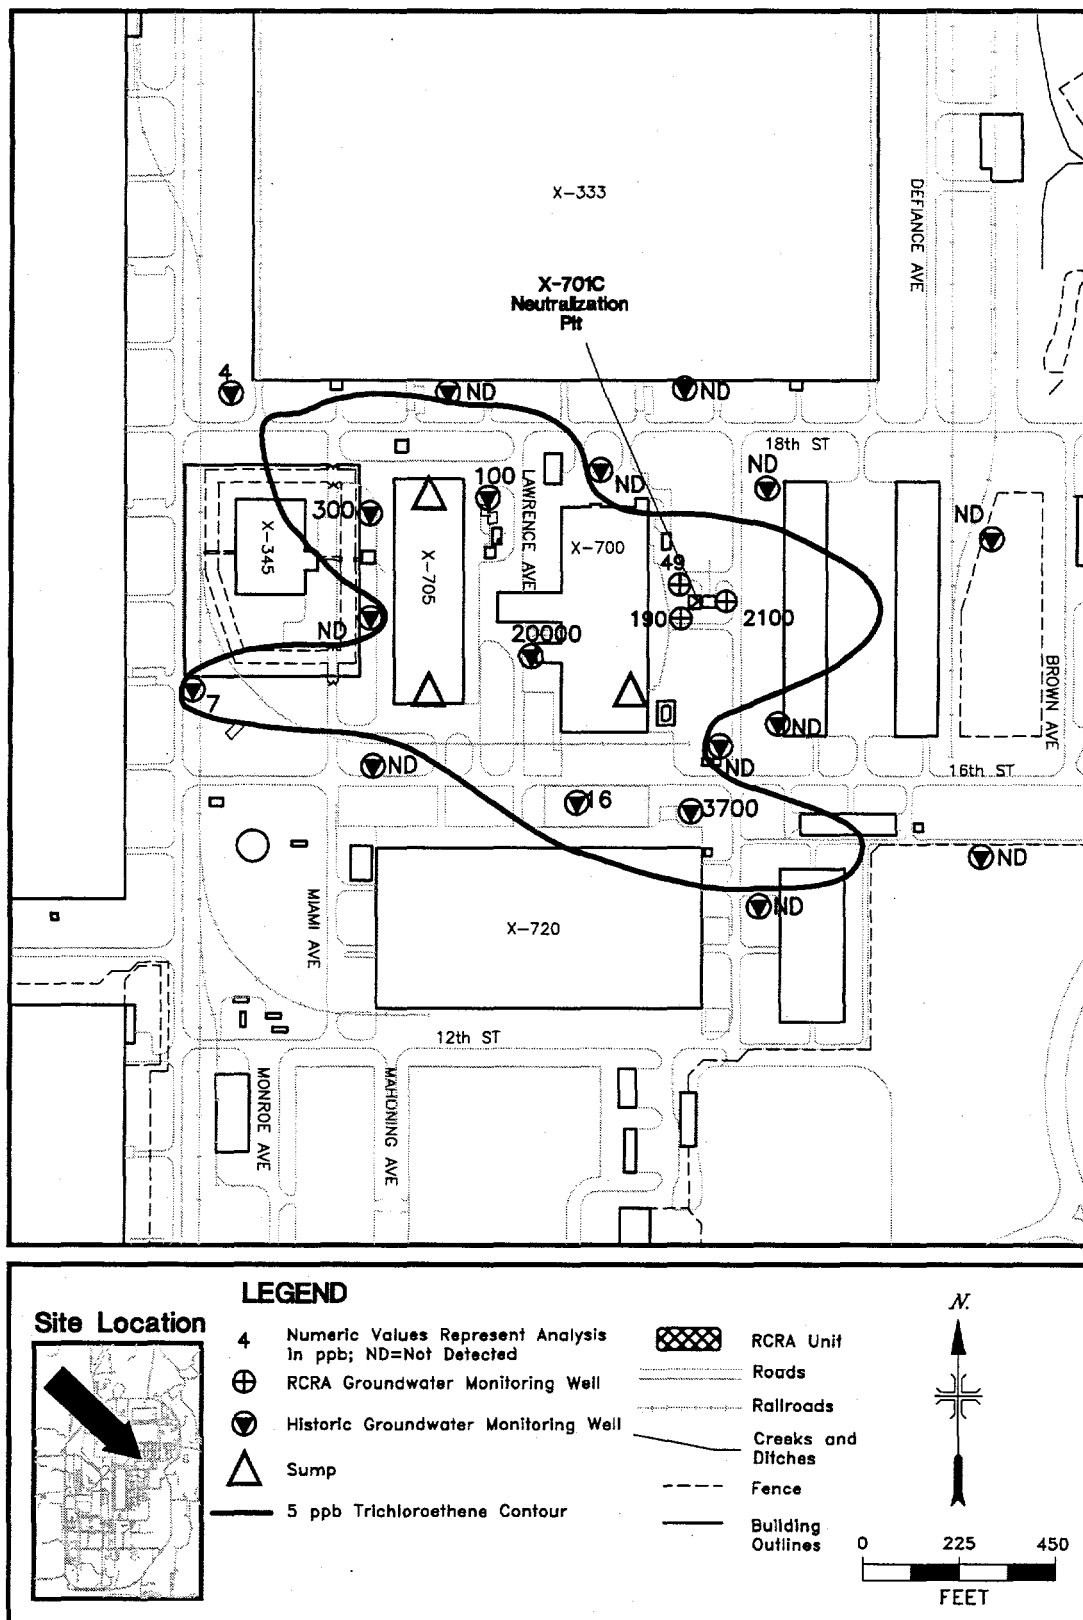 X-333
DEFIANCE AVE
X-701C
Neutralization
Pit
4
ND
ND
18th ST
ND
100
ND
LAWRENCE AVE
300
ND
X-345
X-705
X-700
49
ND
190
2100
20000
7
BROWN AVE
ND
ND
ND
16th ST
16
3700
ND
MIAMI AVE
ND
X-720
12th ST
MONROE AVE
MAHONING AVE
LEGEND
Site Location
4
Numeric Values Represent Analysis
in ppb; ND=Not Detected
RCRA Groundwater Monitoring Well
Historic Groundwater Monitoring Well
Sump
5 ppb Trichloroethene Contour
RCRA Unit
Roads
Railroads
Creeks and
Ditches
Fence
Building
Outlines
N.
0 225 450
FEET